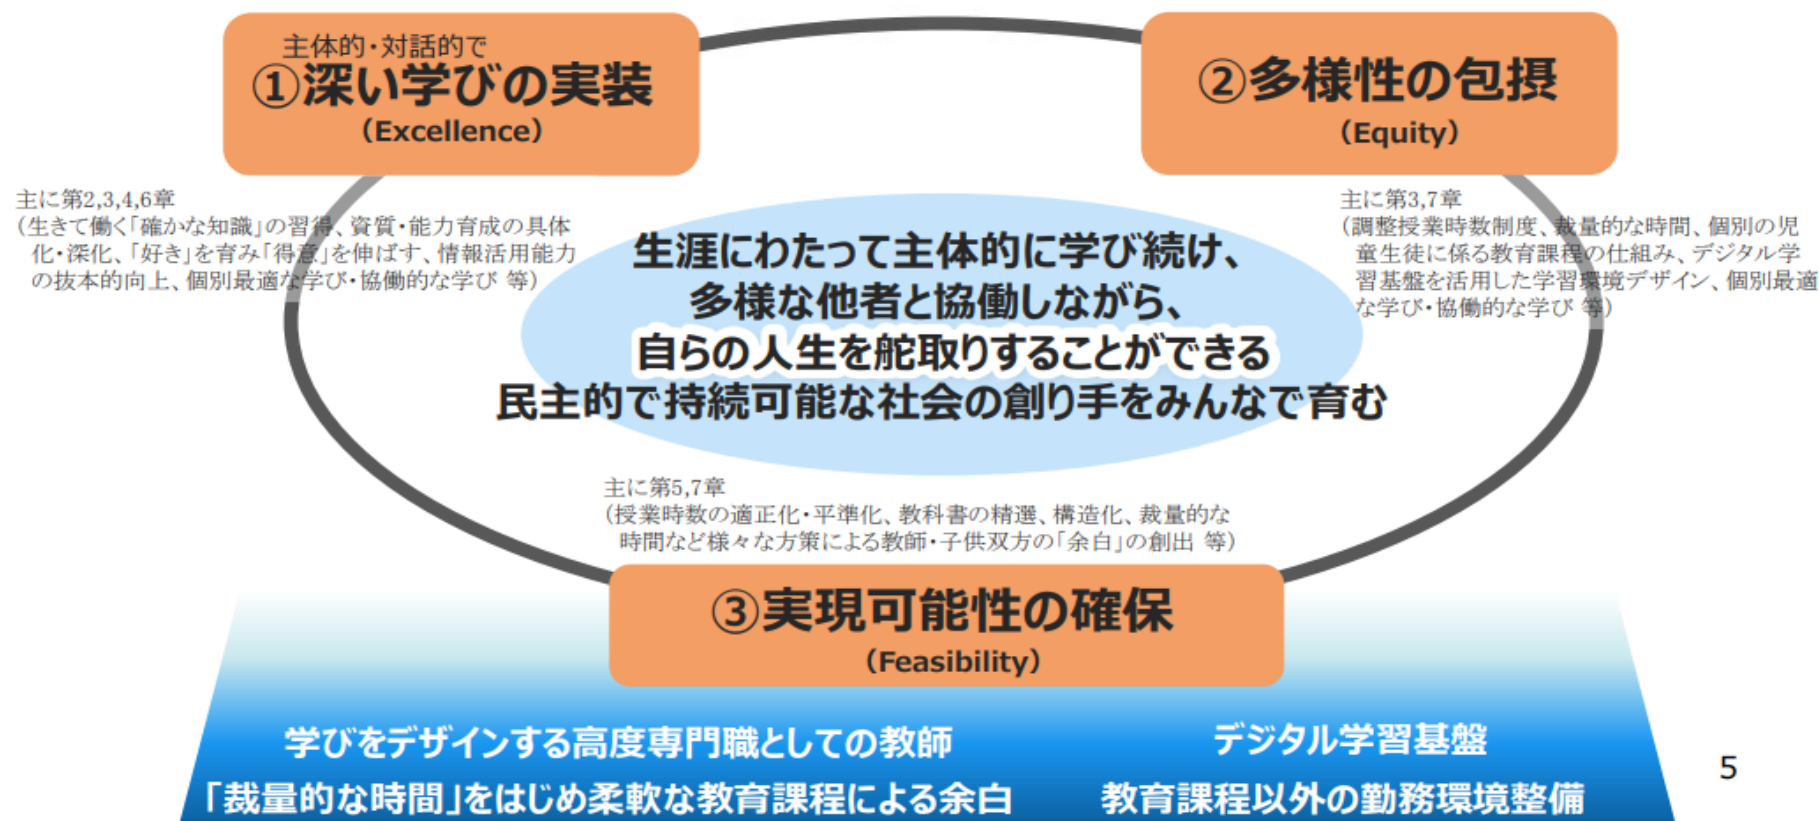 主体的・対話的で
①深い学びの実装
（Excellence）
②多様性の包摂
（Equity）
主に第2,3,4,6章
（生きて働く「確かな知識」の習得、資質・能力育成の具体
化・深化、「好き」を育み「得意」を伸ばす、情報活用能力
の抜本的向上、個別最適な学び・協働的な学び 等）
主に第3,7章
（調整授業時数制度、裁量的な時間、個別の児
童生徒に係る教育課程の仕組み、デジタル学
習基盤を活用した学習環境デザイン、個別最適
な学び・協働的な学び 等）
生涯にわたって主体的に学び続け、
多様な他者と協働しながら、
自らの人生を舵取りすることができる
民主的で持続可能な社会の創り手をみんなで育む
主に第5,7章
（授業時数の適正化・平準化、教科書の精選、構造化、裁量的な
時間など様々な方策による教師・子供双方の「余白」の創出 等）
③実現可能性の確保
（Feasibility）
学びをデザインする高度専門職としての教師
デジタル学習基盤
「裁量的な時間」をはじめ柔軟な教育課程による余白
教育課程以外の勤務環境整備
5